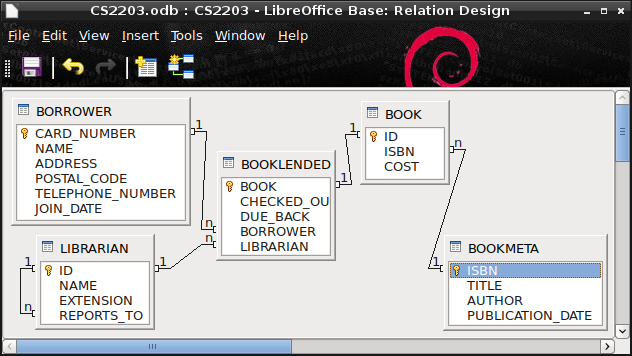 CS2203.odb : CS2203 - LibreOffice Base: Relation Design
File Edit View Insert Tools Window Help
BORROWER
CARD_NUMBER
NAME
ADDRESS
POSTAL_CODE
TELEPHONE_NUMBER
JOIN_DATE
1
n
BOOKLENDED
BOOK
CHECKED_OU
DUE_BACK
BORROWER
LIBRARIAN
1
n
1
BOOK
ID
ISBN
COST
1
n
LIBRARIAN
ID
NAME
EXTENSION
REPORTS_TO
1
n
1
BOOKMETA
ISBN
TITLE
AUTHOR
PUBLICATION_DATE